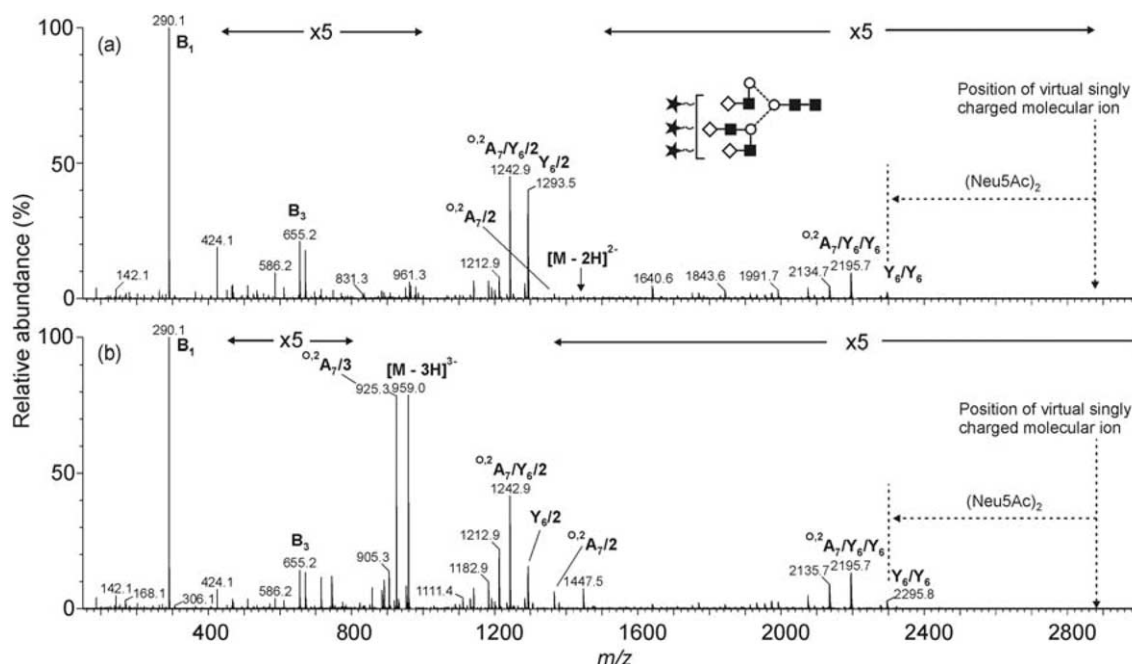 100
290.1
B1
(a)
x5
x5
Position of virtual singly
charged molecular ion
50
O,2A7/Y6/2
1242.9
Y6/2
1293.5
(Neu5Ac)2
O,2A7/2
B3
424.1
655.2
[M - 2H]2-
O,2A7/Y6/Y6
142.1
586.2
831.3
961.3
1212.9
1640.6
1843.6
1991.7
2134.7
2195.7
Y6/Y6
0
290.1
100
B1
(b)
x5
x5
O,2A7/3
[M - 3H]3-
925.3
959.0
Position of virtual singly
charged molecular ion
50
O,2A7/Y6/2
1242.9
(Neu5Ac)2
Y6/2
B3
1212.9
O,2A7/2
O,2A7/Y6/Y6
655.2
905.3
1182.9
1447.5
2135.7
2195.7
Y6/Y6
142.1
168.1
306.1
424.1
586.2
1111.4
2295.8
0
400
800
1200
1600
2000
2400
2800
m/z
Relative abundance (%)